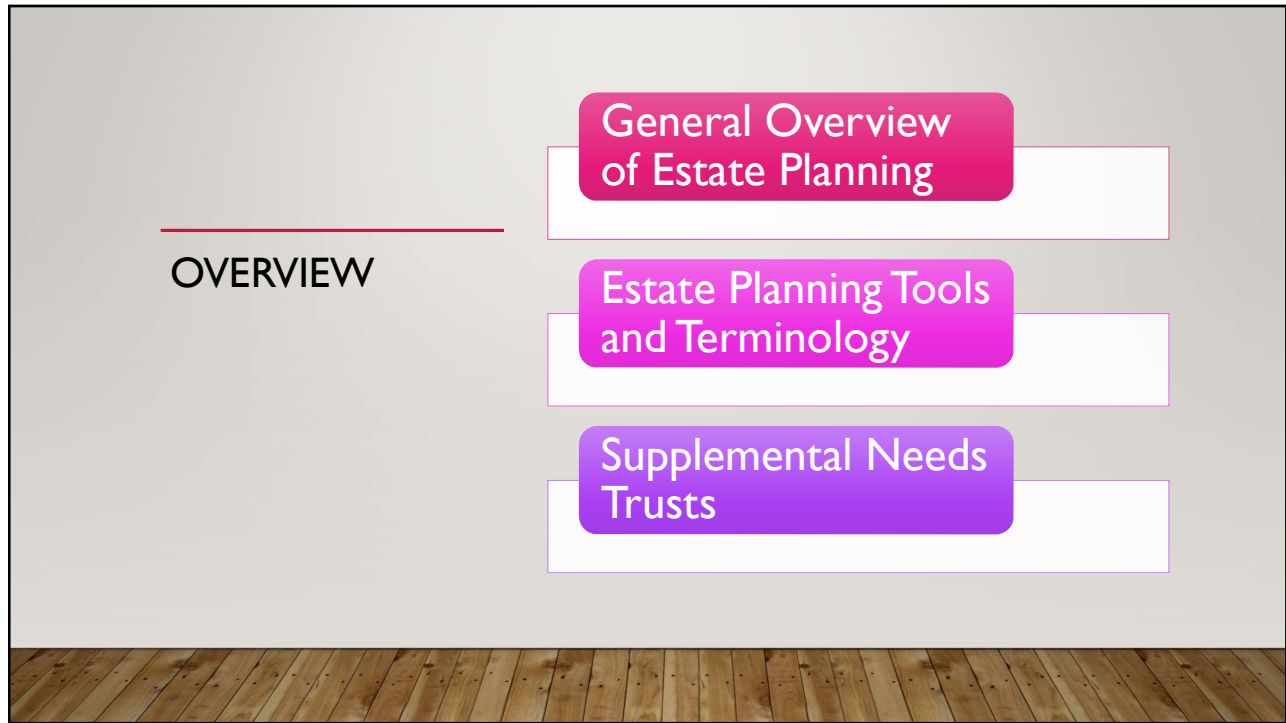 OVERVIEW
General Overview
of Estate Planning
Estate Planning Tools
and Terminology
Supplemental Needs
Trusts